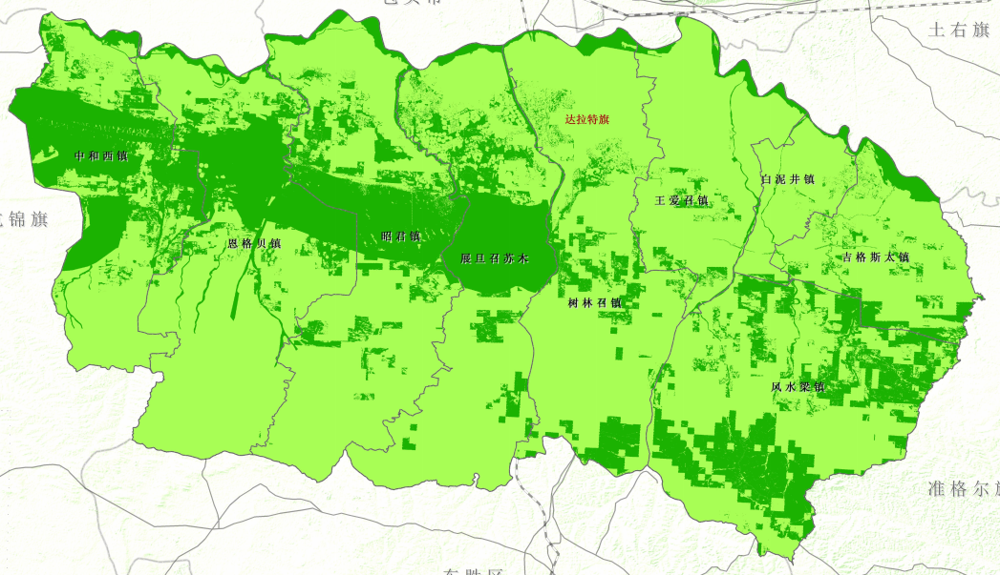 土右旗
达拉特旗
中和西镇
白泥井镇
王爱召镇
锦旗
昭君镇
恩格贝镇
展旦召苏木
吉格斯太镇
树林召镇
风水梁镇
准格尔